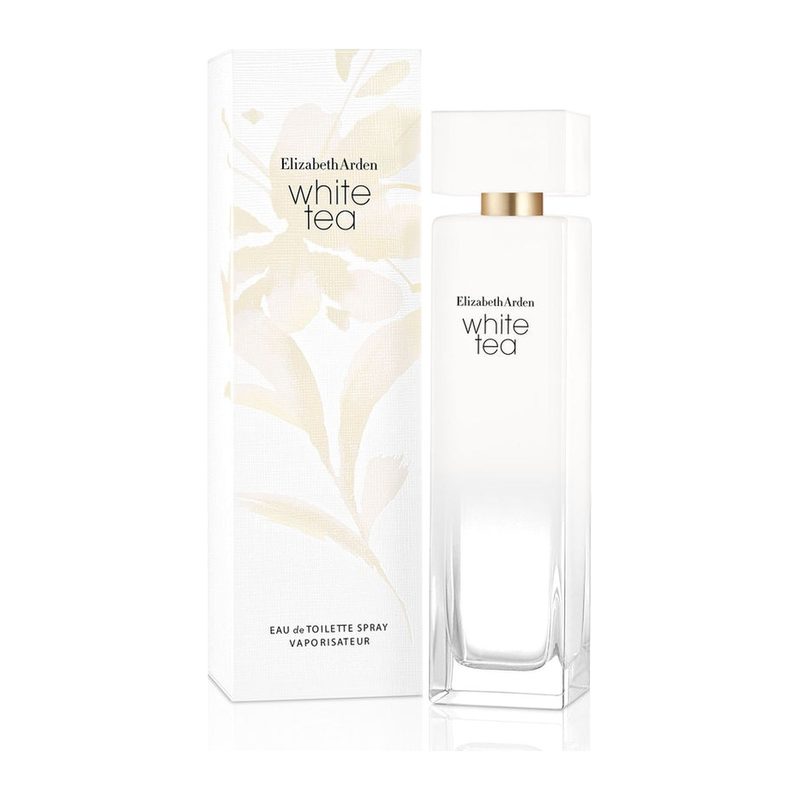 ElizabethArden
white
tea
EAU de TOILETTE SPRAY
VAPORISATEUR
ElizabethArden
white
tea